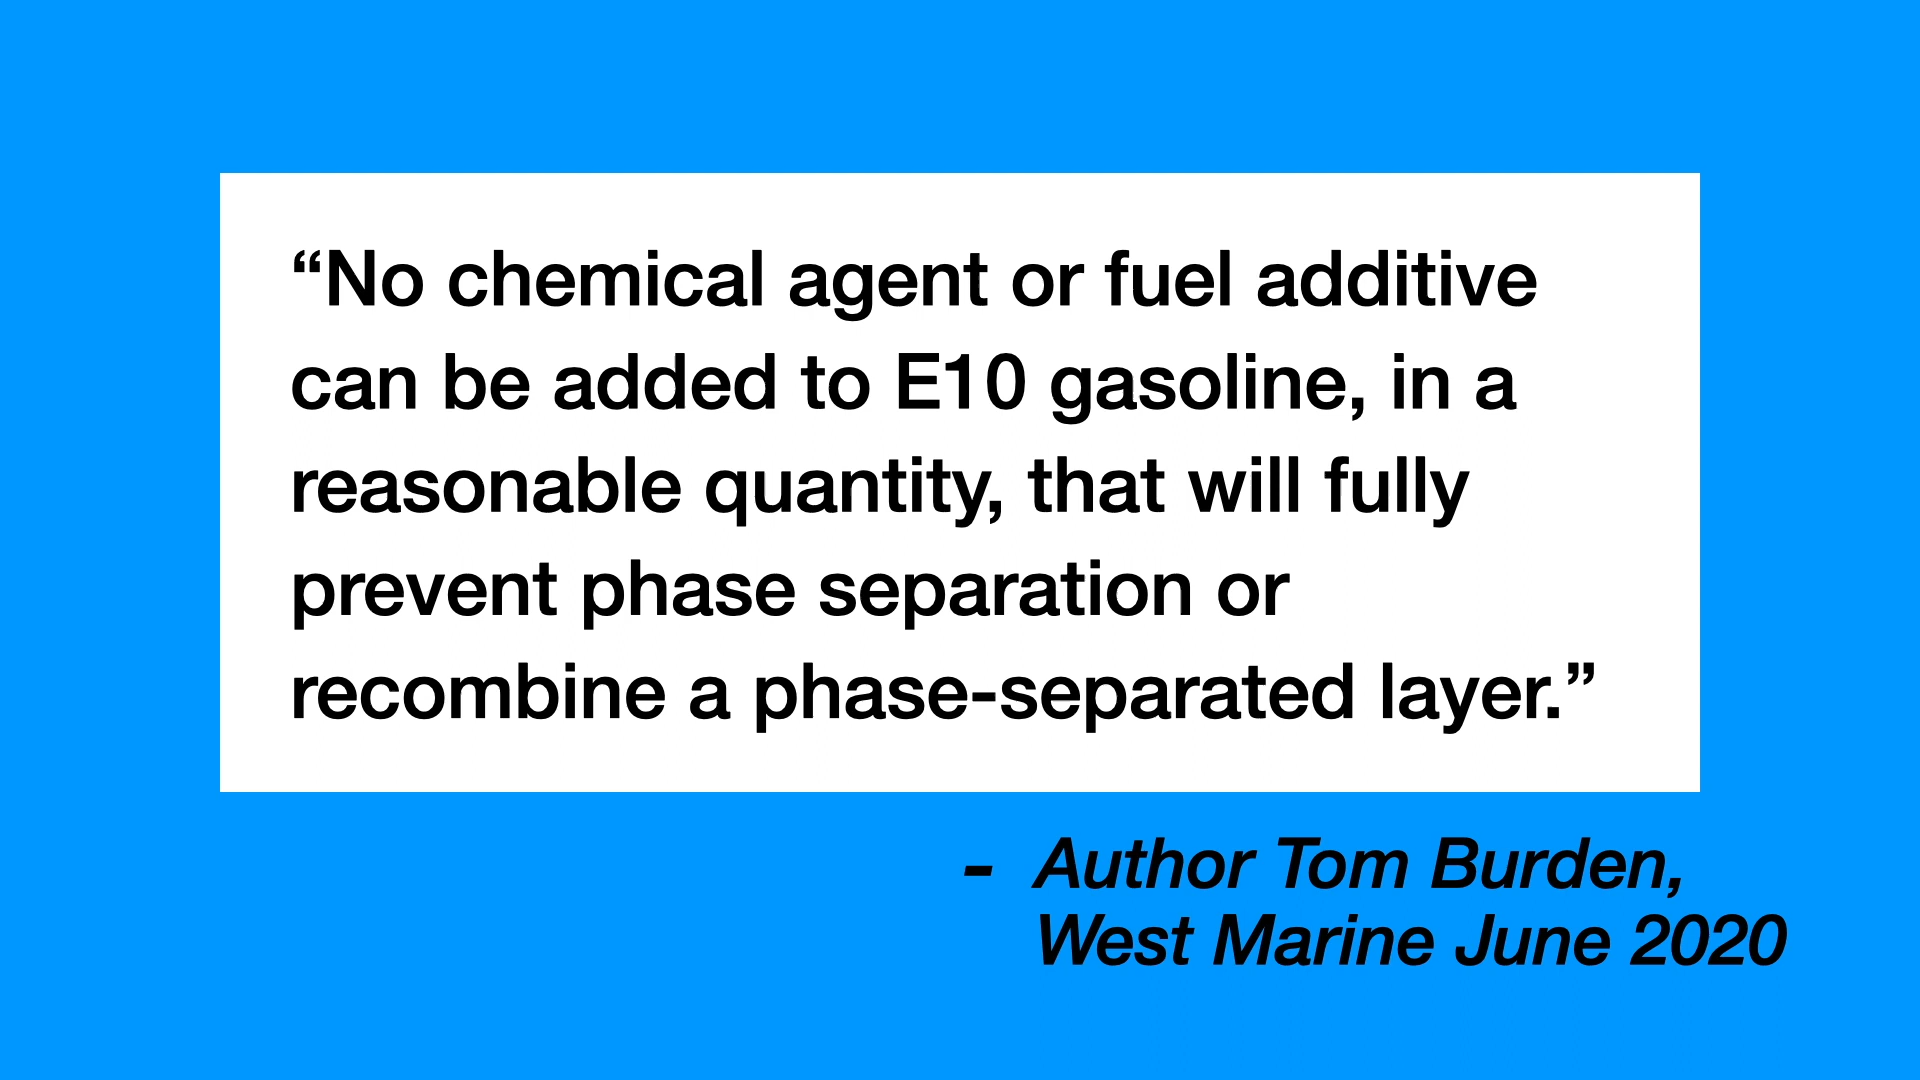 “No chemical agent or fuel additive
can be added to E10 gasoline, in a
reasonable quantity, that will fully
prevent phase separation or
recombine a phase-separated layer.”
- Author Tom Burden,
West Marine June 2020